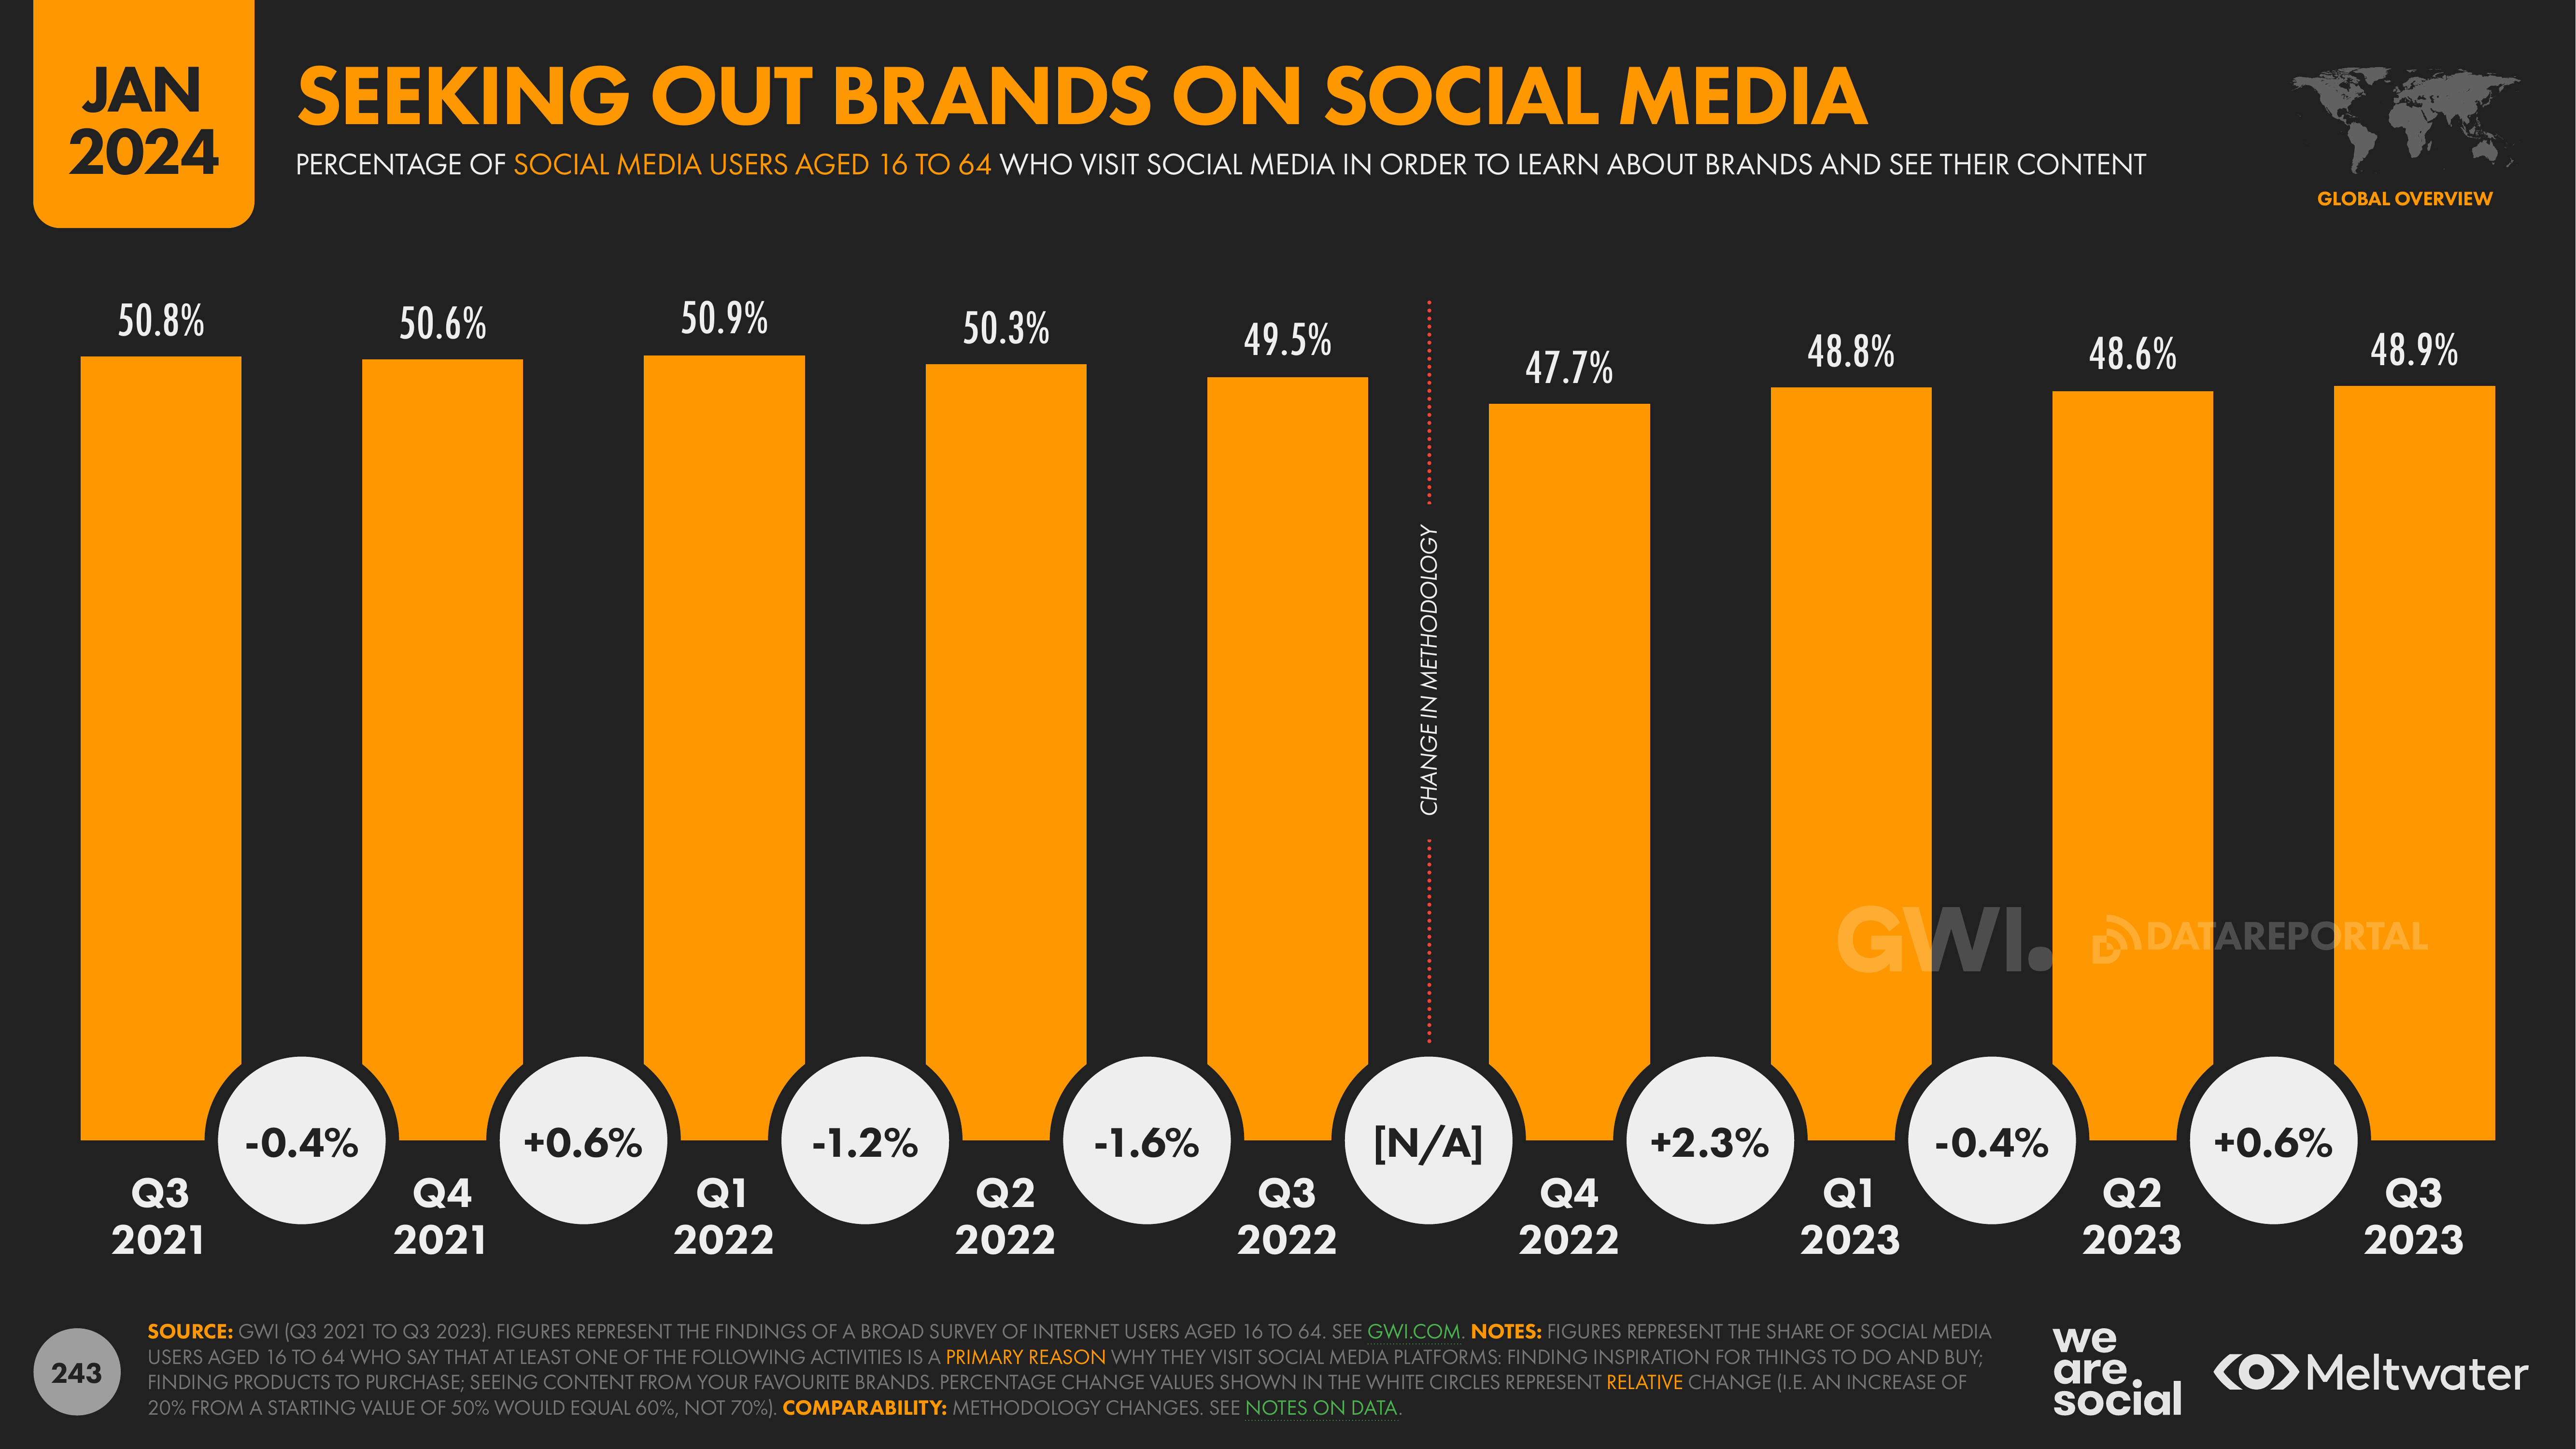 JAN
2024
SEEKING OUT BRANDS ON SOCIAL MEDIA
PERCENTAGE OF SOCIAL MEDIA USERS AGED 16 TO 64 WHO VISIT SOCIAL MEDIA IN ORDER TO LEARN ABOUT BRANDS AND SEE THEIR CONTENT
GLOBAL OVERVIEW
50.8%
50.6%
50.9%
50.3%
49.5%
47.7%
48.8%
48.6%
48.9%
CHANGE IN METHODOLOGY
GWI.
DATAREPORTAL
-0.4%
+0.6%
-1.2%
-1.6%
[N/A]
+2.3%
-0.4%
+0.6%
Q3
2021
Q4
2021
Q1
2022
Q2
2022
Q3
2022
Q4
2022
Q1
2023
Q2
2023
Q3
2023
243
SOURCE: GWI (Q3 2021 TO Q3 2023). FIGURES REPRESENT THE FINDINGS OF A BROAD SURVEY OF INTERNET USERS AGED 16 TO 64. SEE GWI.COM. NOTES: FIGURES REPRESENT THE SHARE OF SOCIAL MEDIA
USERS AGED 16 TO 64 WHO SAY THAT AT LEAST ONE OF THE FOLLOWING ACTIVITIES IS A PRIMARY REASON WHY THEY VISIT SOCIAL MEDIA PLATFORMS: FINDING INSPIRATION FOR THINGS TO DO AND BUY;
FINDING PRODUCTS TO PURCHASE; SEEING CONTENT FROM YOUR FAVOURITE BRANDS. PERCENTAGE CHANGE VALUES SHOWN IN THE WHITE CIRCLES REPRESENT RELATIVE CHANGE (I.E. AN INCREASE OF
20% FROM A STARTING VALUE OF 50% WOULD EQUAL 60%, NOT 70%). COMPARABILITY: METHODOLOGY CHANGES. SEE NOTES ON DATA.
we
are.
social
Meltwater